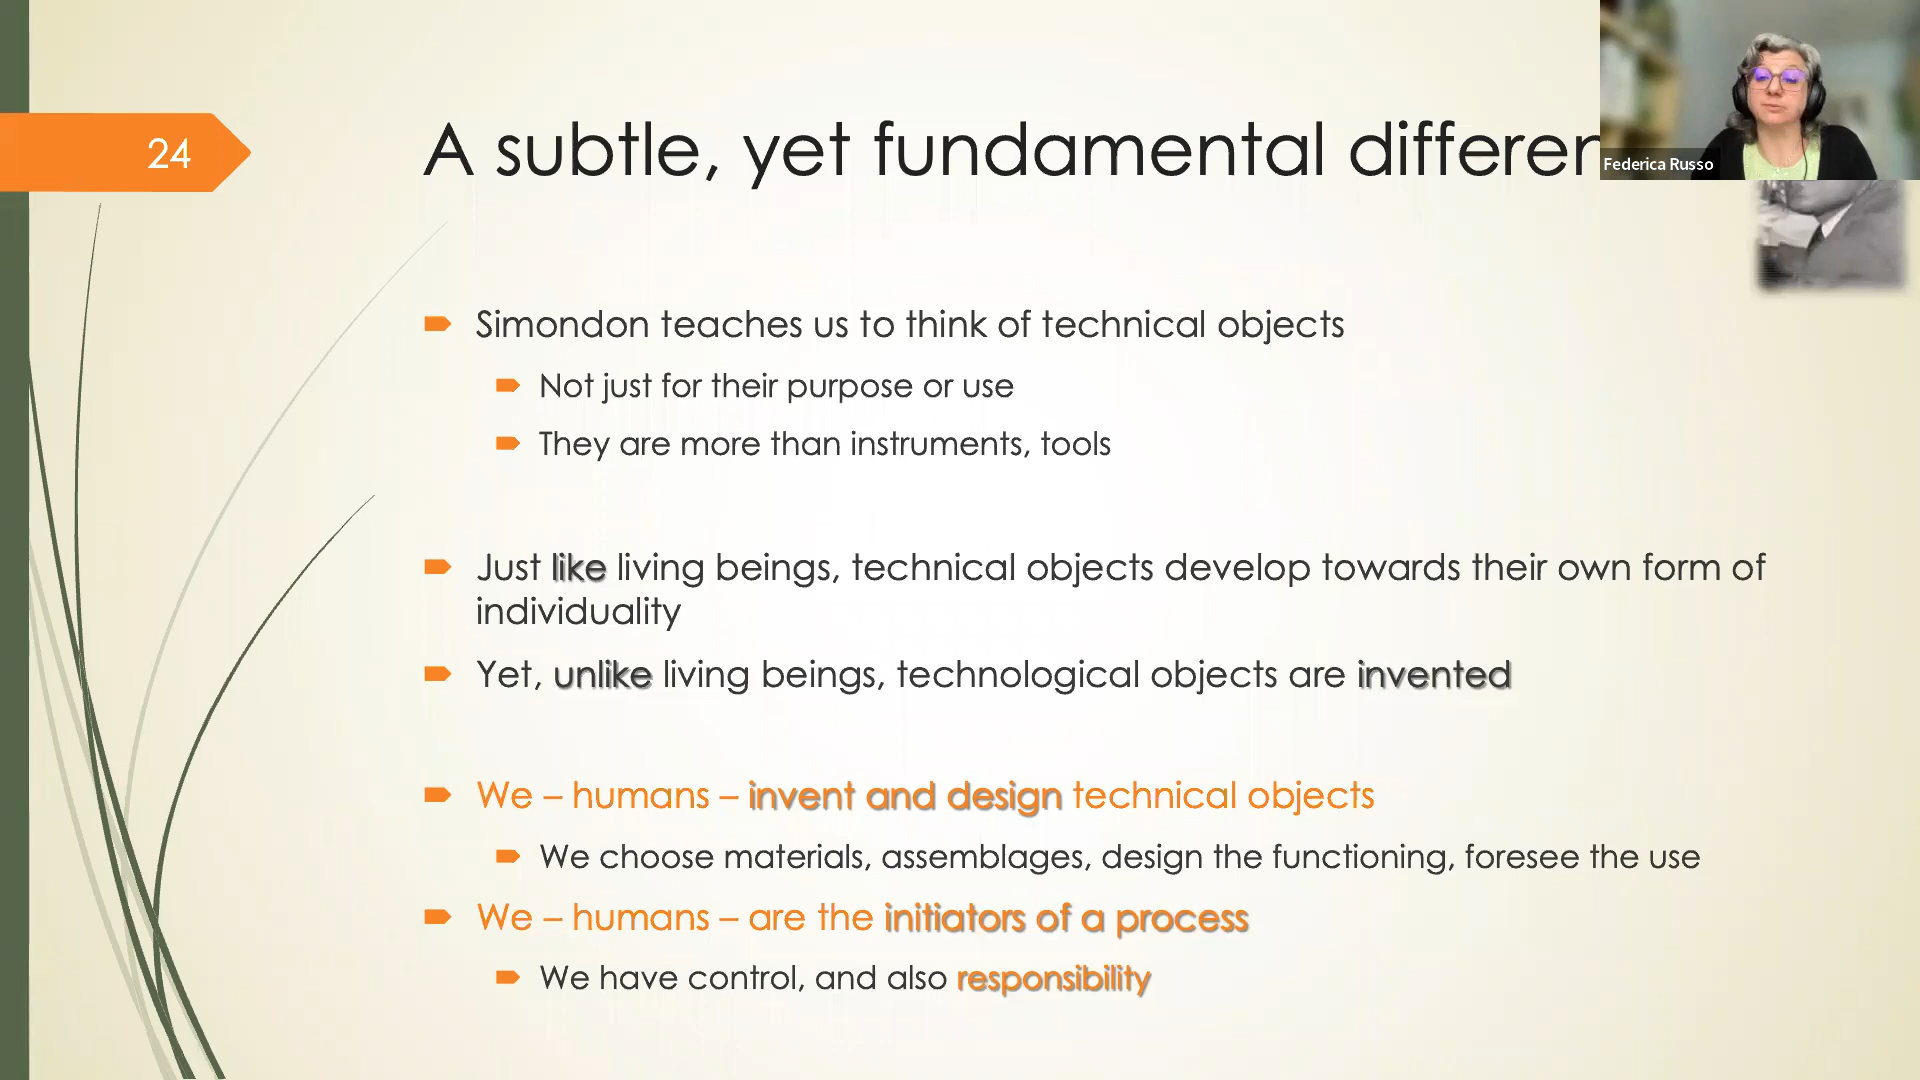 24
A subtle, yet fundamental differen
Federica Russo
Simondon teaches us to think of technical objects
Not just for their purpose or use
They are more than instruments, tools
Just like living beings, technical objects develop towards their own form of
individuality
Yet, unlike living beings, technological objects are invented
We – humans – invent and design technical objects
We choose materials, assemblages, design the functioning, foresee the use
We – humans – are the initiators of a process
We have control, and also responsibility